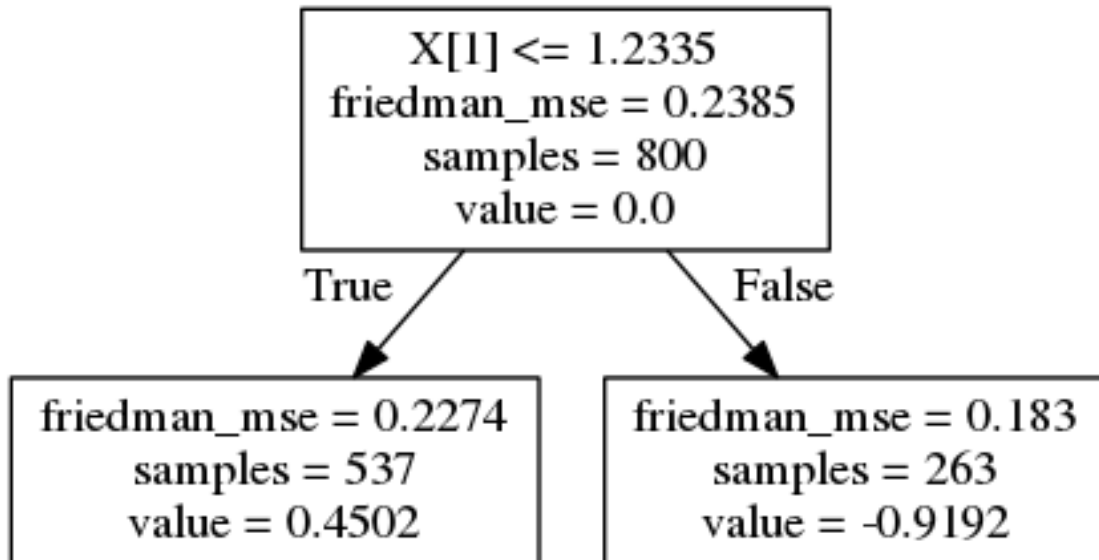 X[1] <= 1.2335
friedman_mse = 0.2385
samples = 800
value = 0.0
True
False
friedman_mse = 0.2274
samples = 537
value = 0.4502
friedman_mse = 0.183
samples = 263
value = -0.9192